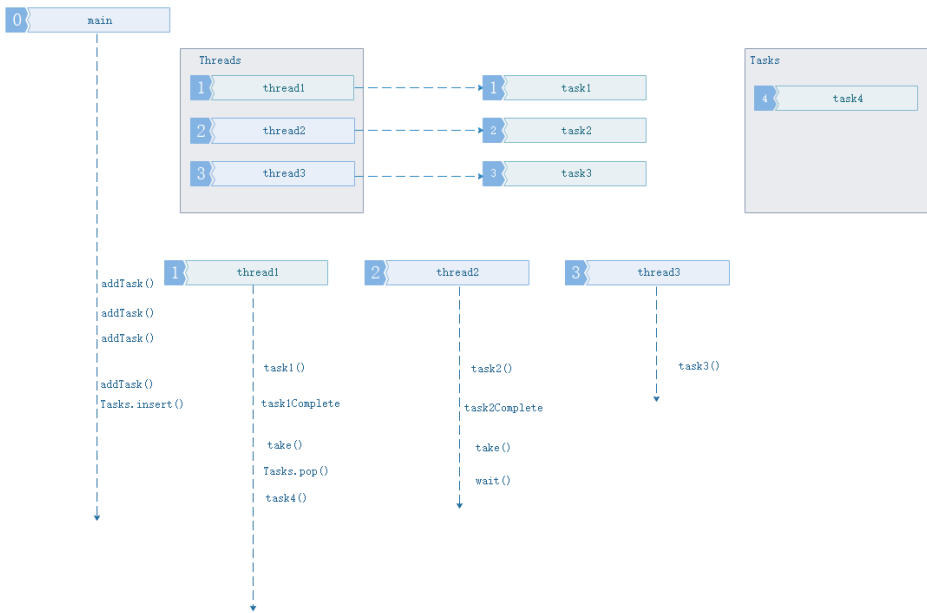 0 main
Threads
1 thread1
1 task1
2 thread2
2 task2
3 thread3
3 task3
Tasks
4 task4
1 thread1
2 thread2
3 thread3
addTask()
addTask()
addTask()
addTask()
Tasks.insert()
task1()
task1Complete
take()
Tasks.pop()
task4()
task2()
task2Complete
take()
wait()
task3()